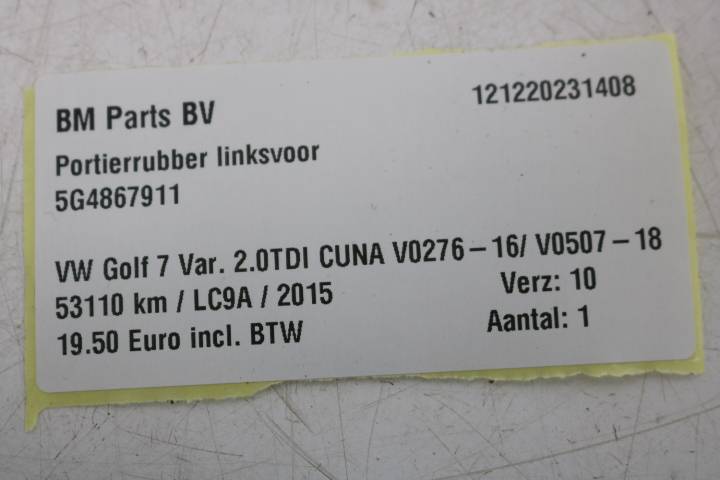 BM Parts BV 121220231408
Portierrubber linksvoor
5G4867911
VW Golf 7 Var. 2.0TDI CUNA V0276-16/ V0507-18
53110 km / LC9A / 2015 Verz: 10
19.50 Euro incl. BTW Aantal: 1